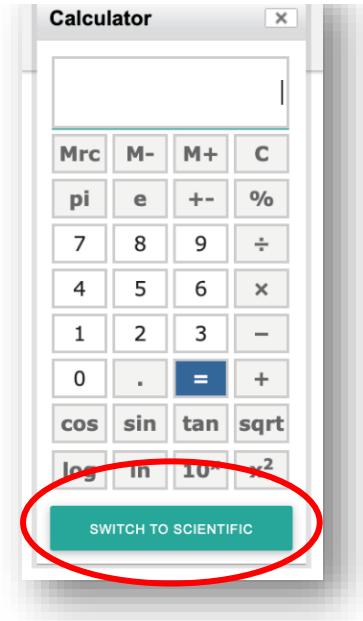 Calculator ×
Mrc M- M+ C
pi e +- %
7 8 9 ÷
4 5 6 ×
1 2 3 −
0 . = +
cos sin tan sqrt
log ln 10ˣ x²
SWITCH TO SCIENTIFIC